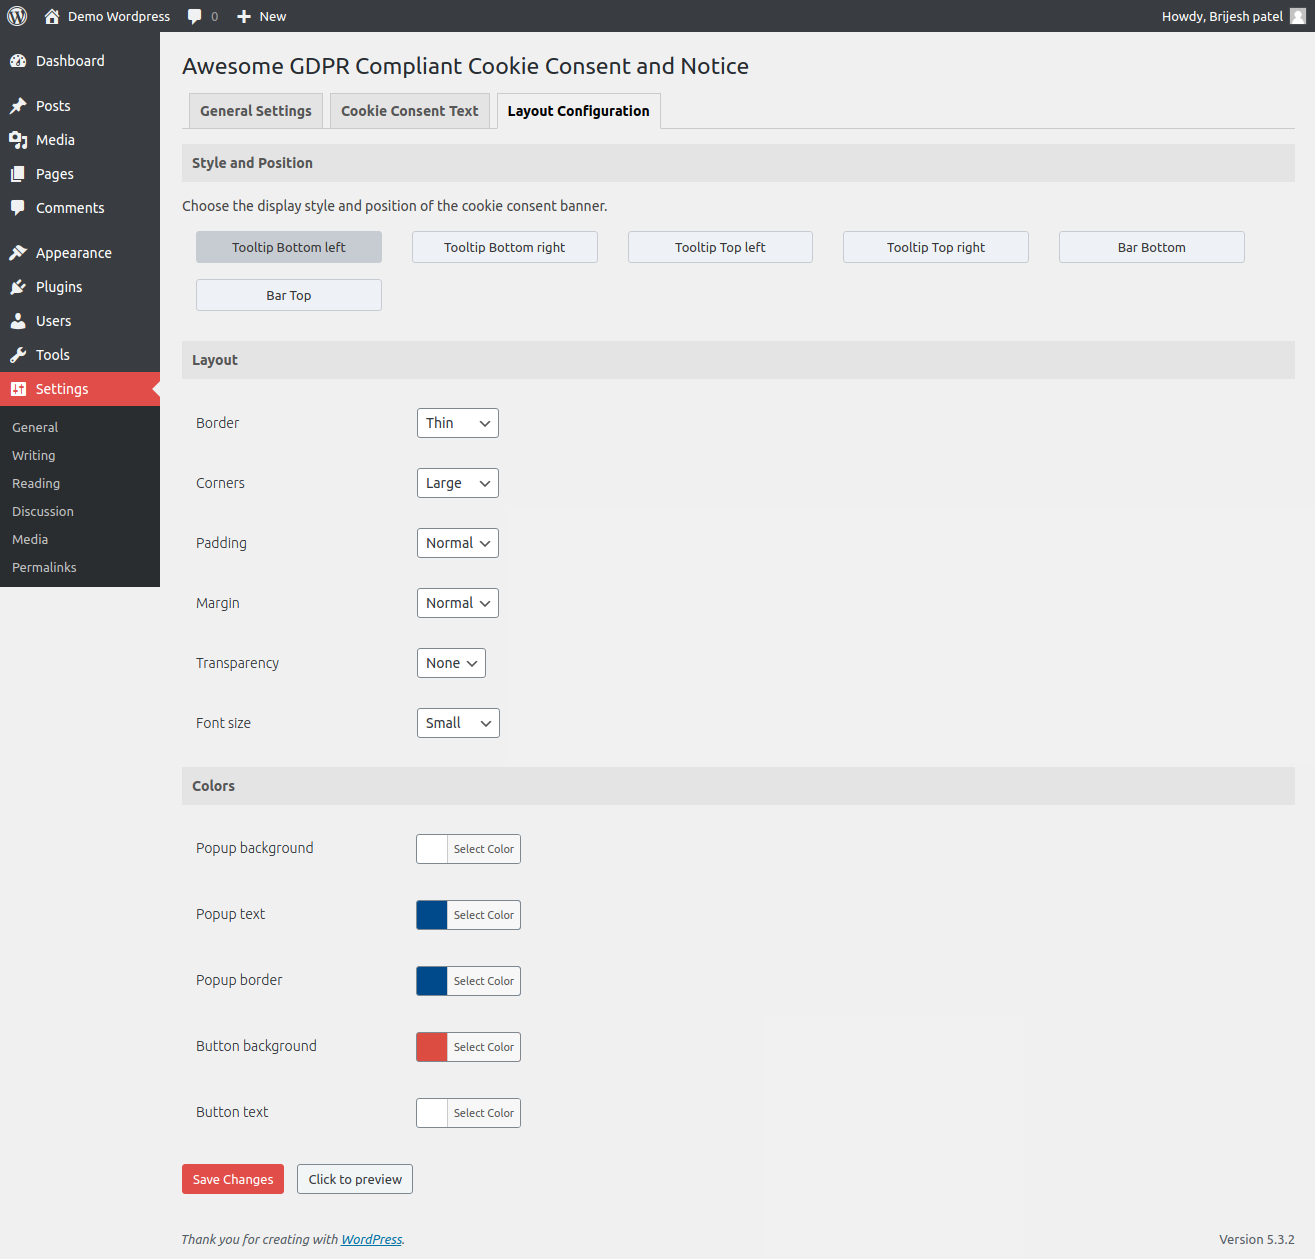 Demo Wordpress 0 New Howdy, Brijesh patel
Dashboard
Posts
Media
Pages
Comments
Appearance
Plugins
Users
Tools
Settings
General
Writing
Reading
Discussion
Media
Permalinks
Awesome GDPR Compliant Cookie Consent and Notice
General Settings Cookie Consent Text Layout Configuration
Style and Position
Choose the display style and position of the cookie consent banner.
Tooltip Bottom left Tooltip Bottom right Tooltip Top left Tooltip Top right Bar Bottom
Bar Top
Layout
Border Thin
Corners Large
Padding Normal
Margin Normal
Transparency None
Font size Small
Colors
Popup background Select Color
Popup text Select Color
Popup border Select Color
Button background Select Color
Button text Select Color
Save Changes Click to preview
Thank you for creating with WordPress. Version 5.3.2